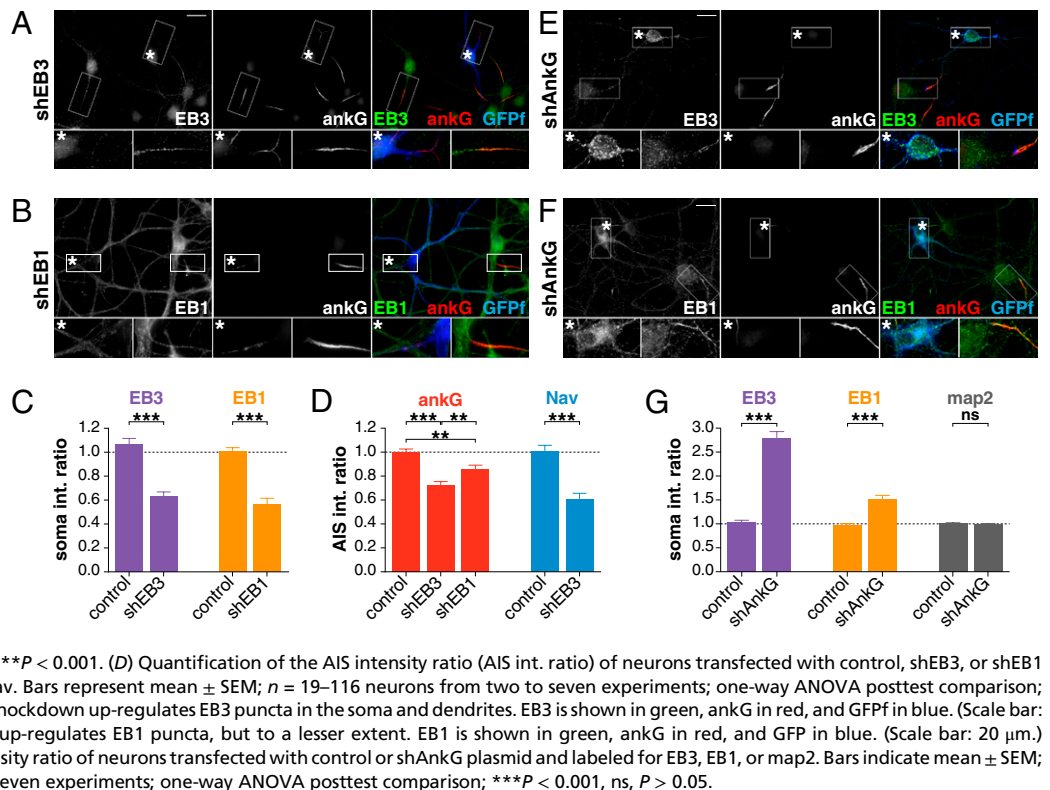 A
shEB3
*
EB3
*
ankG
*
EB3 ankG GFPf
*
*
*
B
shEB1
*
EB1
*
ankG
*
EB1 ankG GFPf
*
*
*
E
shAnkG
*
EB3
*
ankG
*
EB3 ankG GFPf
*
*
*
F
shAnkG
*
EB1
*
ankG
*
EB1 ankG GFPf
*
*
*
C
EB3 EB1
*** ***
soma int. ratio
1.2
1.0
0.8
0.6
0.4
0.2
0.0
control shEB3 control shEB1
D
ankG Nav
*** ** ***
**
AIS int. ratio
1.2
1.0
0.8
0.6
0.4
0.2
0.0
control shEB3 shEB1 control shEB3
G
EB3 EB1 map2
*** *** ns
soma int. ratio
3.0
2.5
2.0
1.5
1.0
0.5
0.0
control shAnkG control shAnkG control shAnkG
**P < 0.001. (D) Quantification of the AIS intensity ratio (AIS int. ratio) of neurons transfected with control, shEB3, or shEB1
av. Bars represent mean ± SEM; n = 19–116 neurons from two to seven experiments; one-way ANOVA posttest comparison;
nockdown up-regulates EB3 puncta in the soma and dendrites. EB3 is shown in green, ankG in red, and GFPf in blue. (Scale bar:
up-regulates EB1 puncta, but to a lesser extent. EB1 is shown in green, ankG in red, and GFP in blue. (Scale bar: 20 μm.)
sity ratio of neurons transfected with control or shAnkG plasmid and labeled for EB3, EB1, or map2. Bars indicate mean ± SEM;
even experiments; one-way ANOVA posttest comparison; ***P < 0.001, ns, P > 0.05.